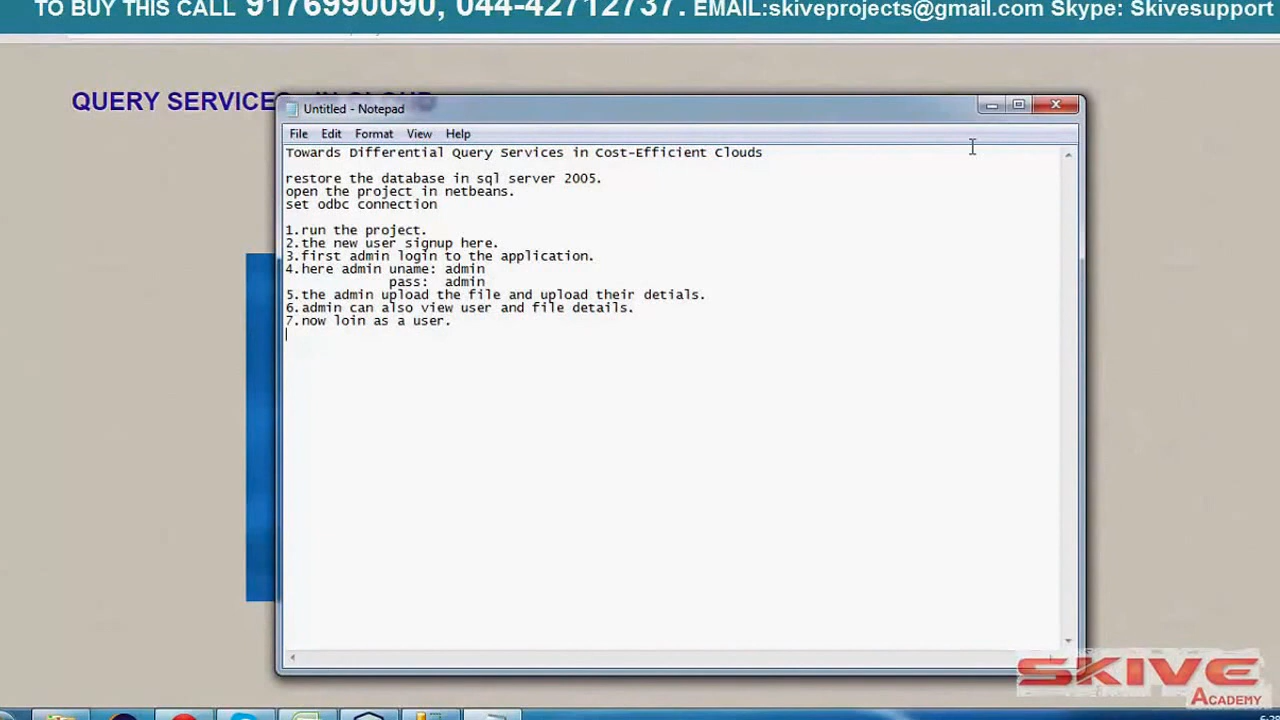 TO BUY THIS CALL 9176990090, 044-42712737. EMAIL:skiveprojects@gmail.com Skype: Skivesupport
QUERY SERVICES
Untitled - Notepad
File Edit Format View Help
Towards Differential Query Services in Cost-Efficient Clouds
restore the database in sql server 2005.
open the project in netbeans.
set odbc connection
1.run the project.
2.the new user signup here.
3.first admin login to the application.
4.here admin uname: admin
pass: admin
5.the admin upload the file and upload their detials.
6.admin can also view user and file details.
7.now loin as a user.
SKIVE
ACADEMY